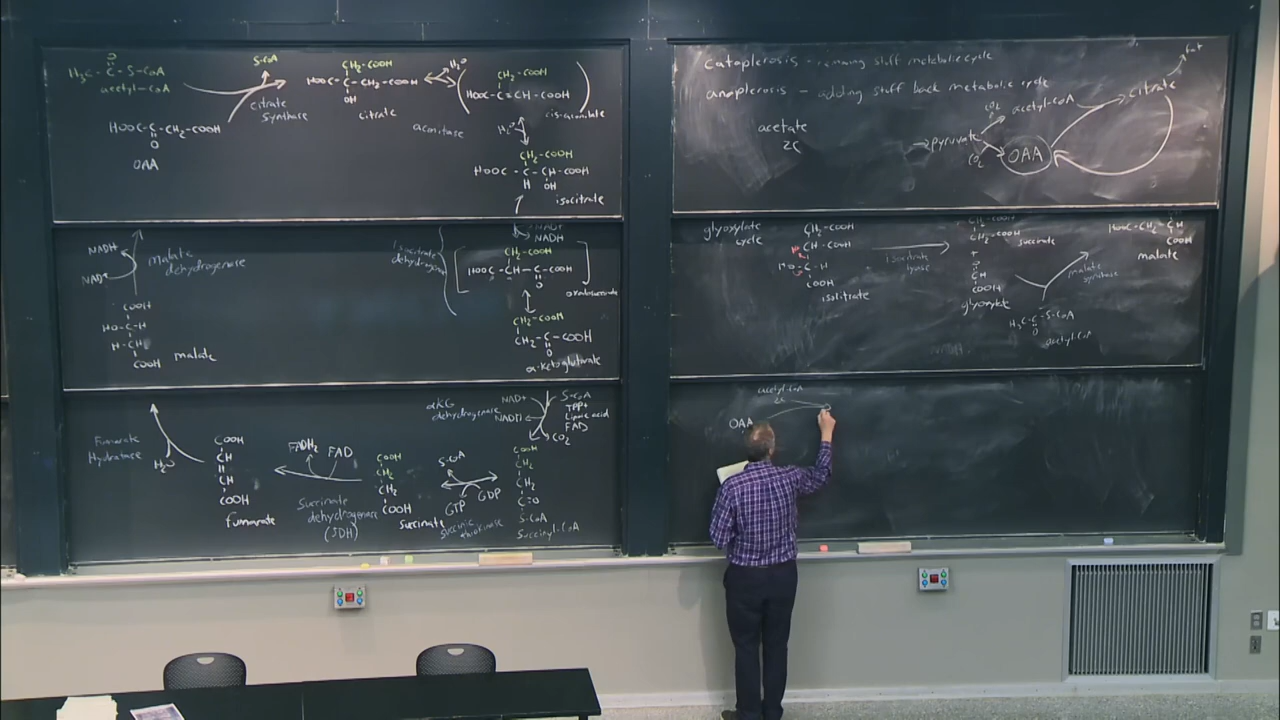 H₃C - C - S-CoA
O
acetyl-CoA
S-CoA
citrate
synthase
HOOC-C-CH₂-COOH
O
OAA
CH₂-COOH
HOOC-C-CH₂-COOH
OH
citrate
H₂O
aconitase
CH₂-COOH
HOOC-C=CH-COOH
cis-aconitate
H₂O
CH₂-COOH
HOOC-C-CH-COOH
H OH
isocitrate
NADH
NAD+
malate
dehydrogenase
COOH
HO-C-H
H-CH
COOH
malate
isocitrate
dehydrogenase
NADH
CH₂-COOH
HOOC-CH-C-COOH
O
CH₂-COOH
CH₂-C-COOH
O
α-Ketoglutarate
αKG
dehydrogenase
NAD+
NADH
S-CoA
TPP+
Lipoic acid
FAD
CO₂
Fumarate
Hydratase
H₂O
COOH
CH
CH
COOH
fumarate
FADH₂
FAD
Succinate
dehydrogenase
(SDH)
COOH
CH₂
CH₂
COOH
Succinate
S-CoA
GTP
GDP
succinic
thiokinase
COOH
CH₂
CH₂
C=O
S-CoA
Succinyl-CoA
cataplerosis - removing stuff metabolic cycle
anaplerosis - adding stuff back metabolic cycle
acetate
2C
pyruvate
CO₂
CO₂
acetyl-CoA
OAA
citrate
fat
glyoxylate
cycle
CH₂-COOH
CH-COOH
HO-C-H
COOH
isocitrate
isocitrate
lyase
CH₂-COOH
CH₂-COOH
succinate
+
O
CH
COOH
glyoxylate
H₃C-C-S-CoA
O
acetyl-CoA
malate
synthase
HOOC-CH₂-CH
COOH
malate
acetyl-CoA
2C
OAA